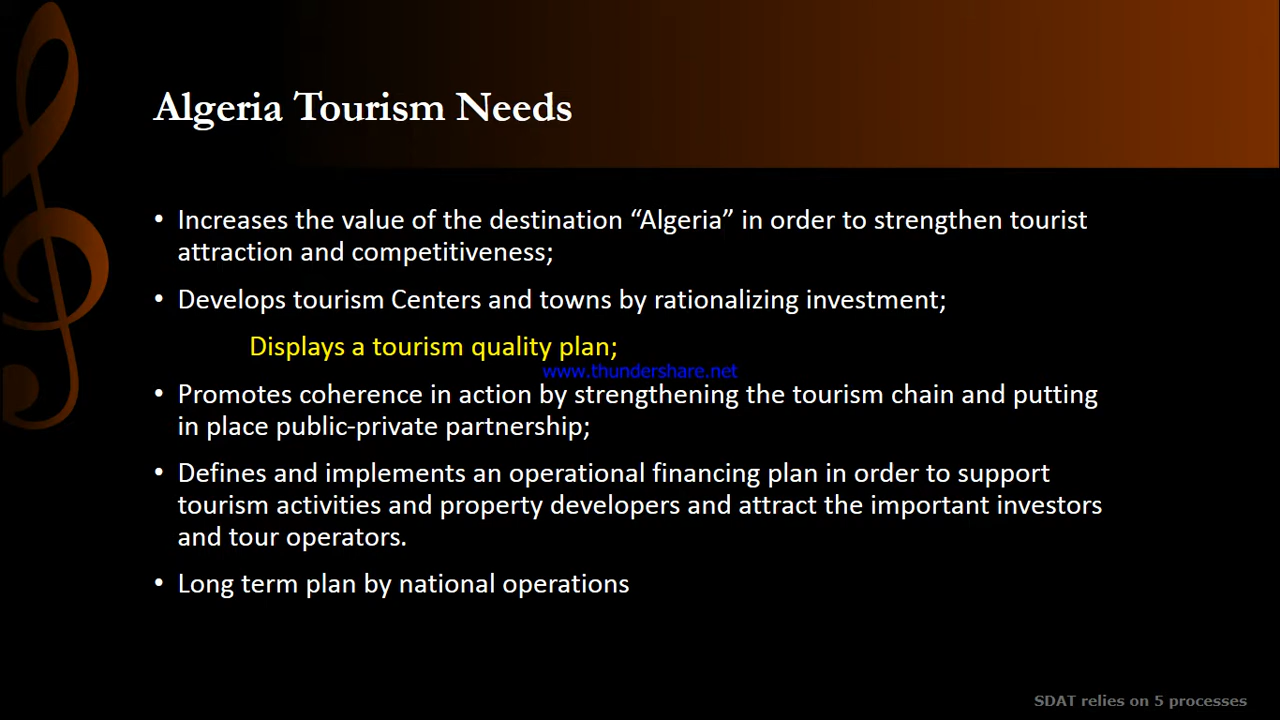 Algeria Tourism Needs
• Increases the value of the destination “Algeria” in order to strengthen tourist
attraction and competitiveness;
• Develops tourism Centers and towns by rationalizing investment;
Displays a tourism quality plan;
www.thundershare.net
• Promotes coherence in action by strengthening the tourism chain and putting
in place public-private partnership;
• Defines and implements an operational financing plan in order to support
tourism activities and property developers and attract the important investors
and tour operators.
• Long term plan by national operations
SDAT relies on 5 processes